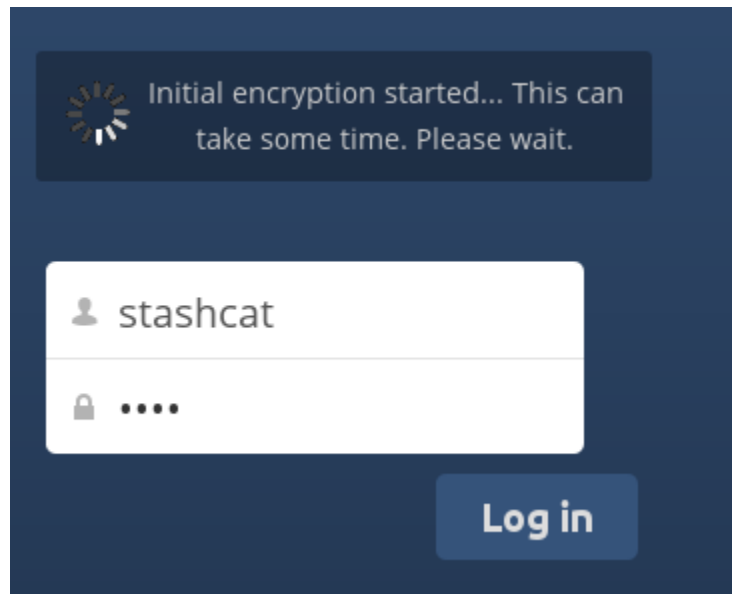 Initial encryption started... This can
take some time. Please wait.
stashcat
••••
Log in